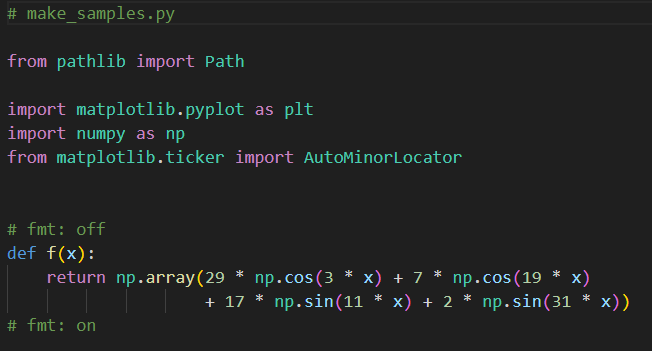 # make_samples.py
from pathlib import Path
import matplotlib.pyplot as plt
import numpy as np
from matplotlib.ticker import AutoMinorLocator
# fmt: off
def f(x):
    return np.array(29 * np.cos(3 * x) + 7 * np.cos(19 * x)
                    + 17 * np.sin(11 * x) + 2 * np.sin(31 * x))
# fmt: on